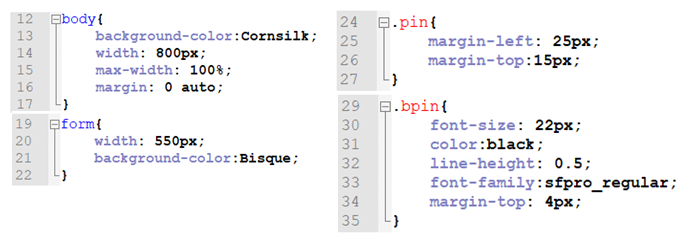 12 body{
13 background-color:Cornsilk;
14 width: 800px;
15 max-width: 100%;
16 margin: 0 auto;
17 }
19 form{
20 width: 550px;
21 background-color:Bisque;
22 }
24 .pin{
25 margin-left: 25px;
26 margin-top:15px;
27 }
29 .bpin{
30 font-size: 22px;
31 color:black;
32 line-height: 0.5;
33 font-family:sfpro_regular;
34 margin-top: 4px;
35 }